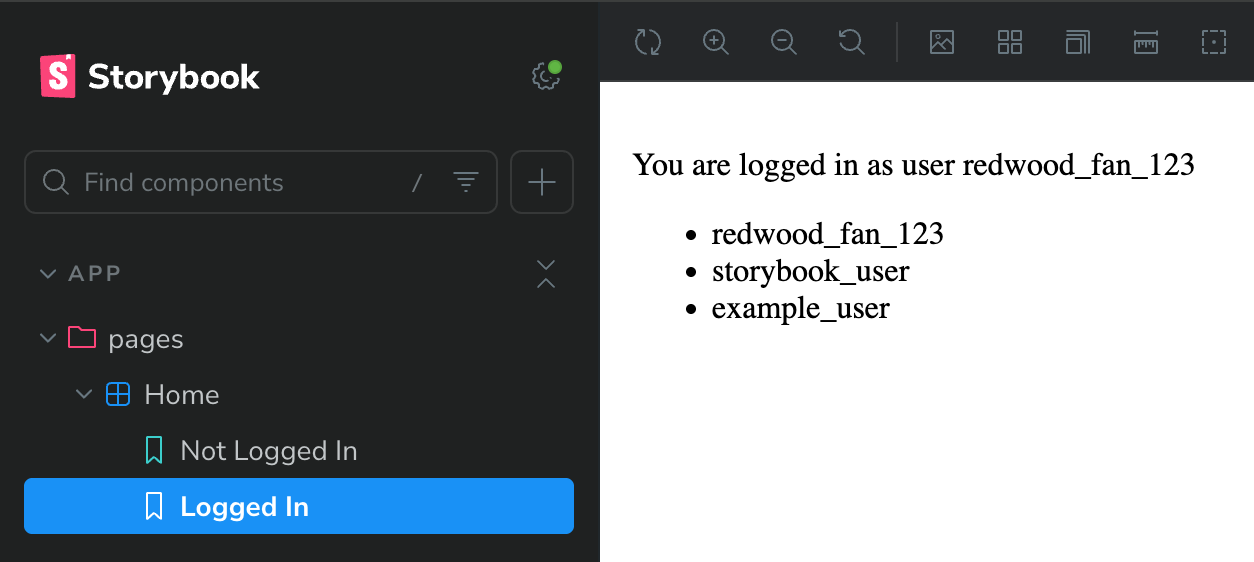 Storybook
Find components /
APP
pages
Home
Not Logged In
Logged In
You are logged in as user redwood_fan_123
redwood_fan_123
storybook_user
example_user